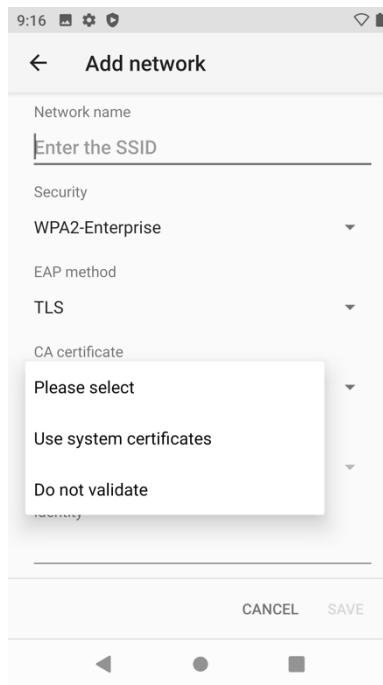 9:16
Add network
Network name
Enter the SSID
Security
WPA2-Enterprise
EAP method
TLS
CA certificate
Please select
Use system certificates
Do not validate
Identity
CANCEL SAVE